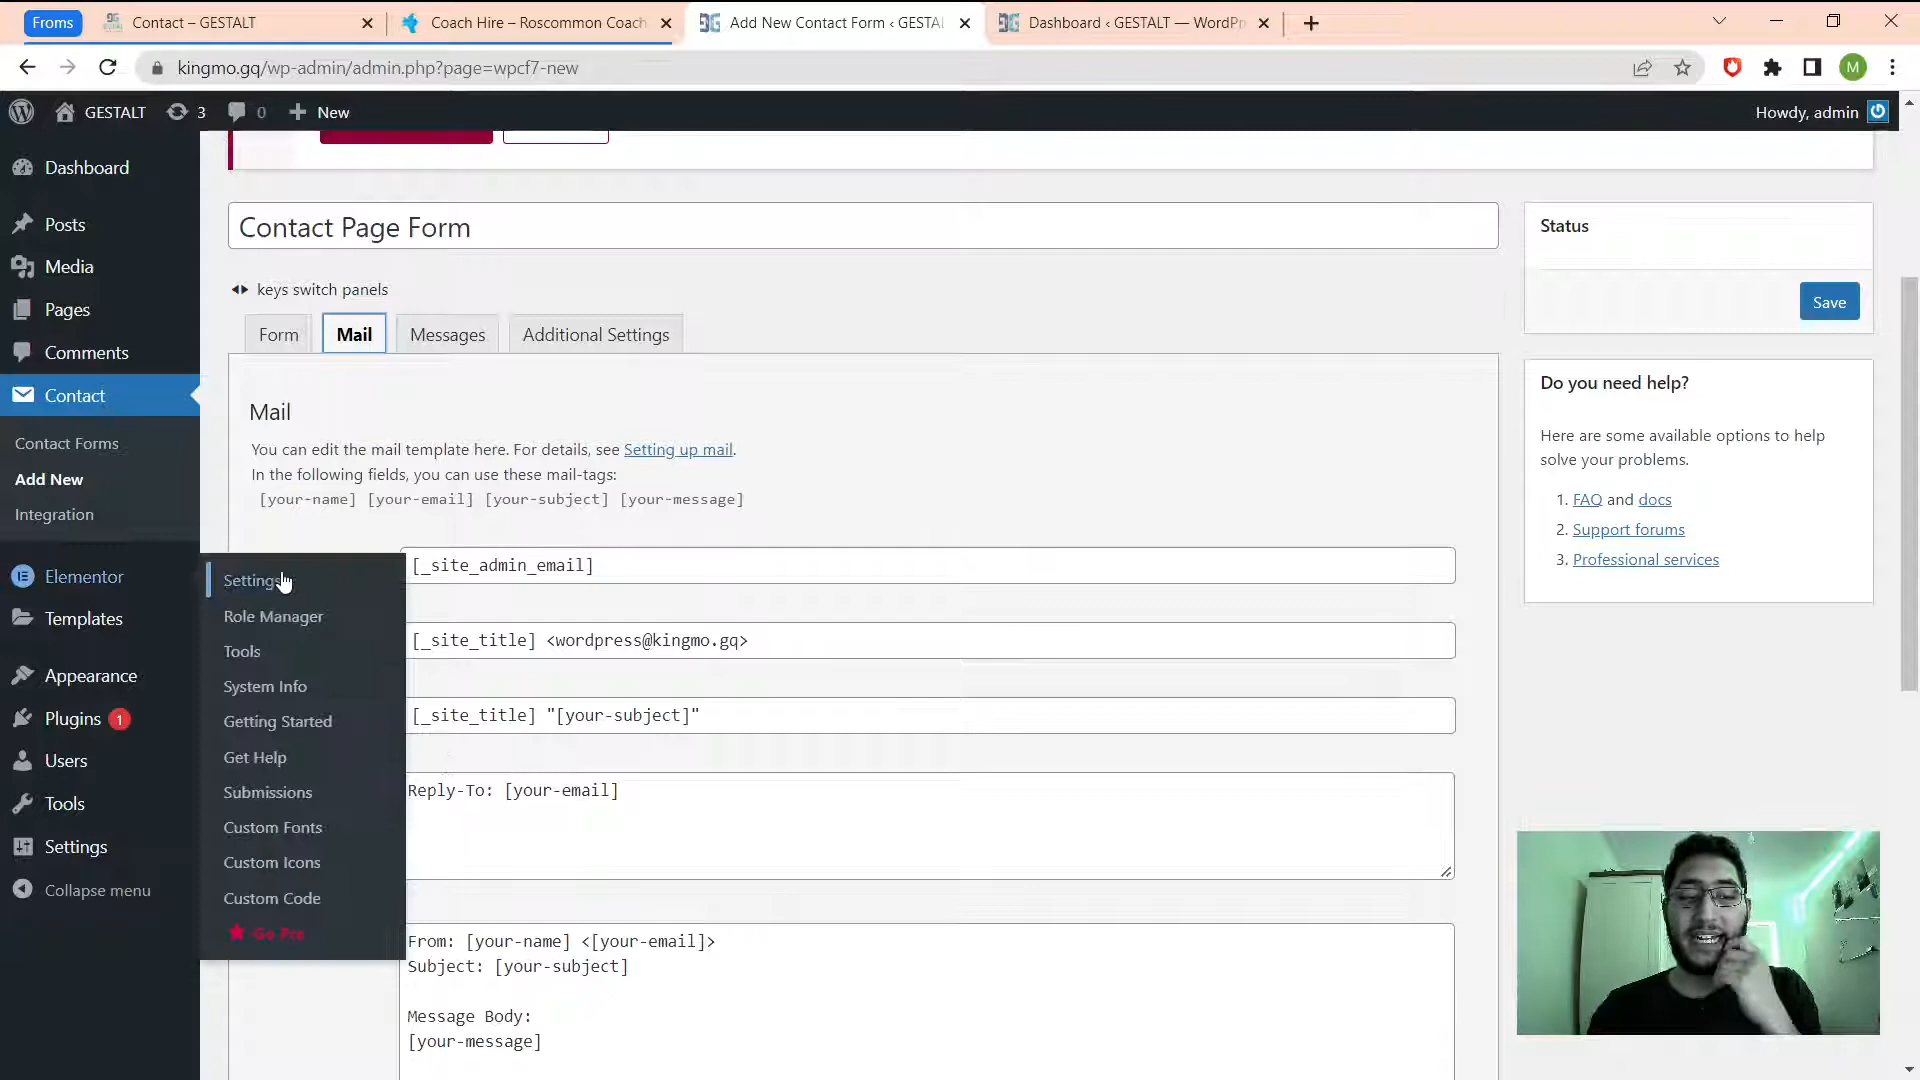 Froms
Contact – GESTALT
Coach Hire – Roscommon Coach
Add New Contact Form ‹ GESTAL
Dashboard ‹ GESTALT — WordPr
kingmo.gq/wp-admin/admin.php?page=wpcf7-new
M
GESTALT
3
0
New
Howdy, admin
Dashboard
Posts
Media
Pages
Comments
Contact
Contact Forms
Add New
Integration
Elementor
Templates
Appearance
Plugins 1
Users
Tools
Settings
Collapse menu
Settings
Role Manager
Tools
System Info
Getting Started
Get Help
Submissions
Custom Fonts
Custom Icons
Custom Code
Go Pro
Contact Page Form
keys switch panels
Form
Mail
Messages
Additional Settings
Mail
You can edit the mail template here. For details, see Setting up mail.
In the following fields, you can use these mail-tags:
[your-name] [your-email] [your-subject] [your-message]
[_site_admin_email]
[_site_title] <wordpress@kingmo.gq>
[_site_title] "[your-subject]"
Reply-To: [your-email]
From: [your-name] <[your-email]>
Subject: [your-subject]
Message Body:
[your-message]
Status
Save
Do you need help?
Here are some available options to help
solve your problems.
1. FAQ and docs
2. Support forums
3. Professional services